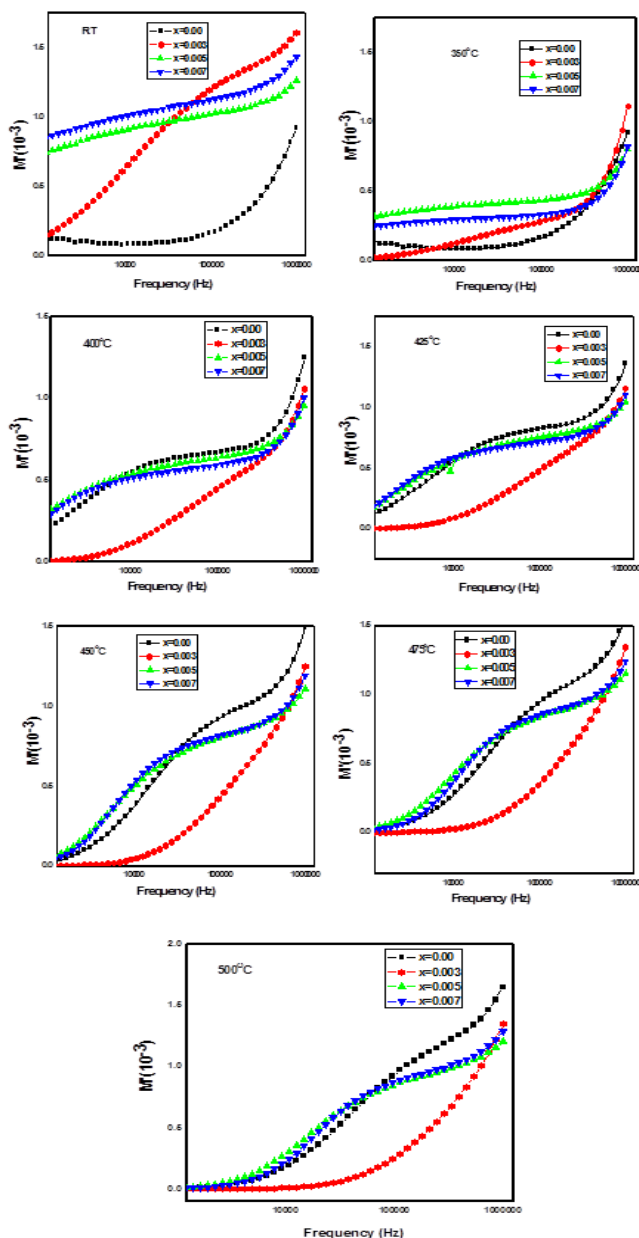 RT
x=0.00
x=0.003
x=0.005
x=0.007
1.5
1.0
0.5
0.0
M'(10⁻³)
10000
100000
1000000
Frequency (Hz)
350°C
x=0.00
x=0.003
x=0.005
x=0.007
1.5
1.0
0.5
0.0
M'(10⁻³)
10000
100000
100000
Frequency (Hz)
400°C
x=0.00
x=0.003
x=0.005
x=0.007
1.5
1.0
0.5
0.0
M'(10⁻³)
10000
100000
1000000
Frequency (Hz)
425°C
x=0.00
x=0.003
x=0.005
x=0.007
1.5
1.0
0.5
0.0
M'(10⁻³)
10000
100000
1000000
Frequency (Hz)
450°C
x=0.00
x=0.003
x=0.005
x=0.007
1.5
1.0
0.5
0.0
M'(10⁻³)
10000
100000
1000000
Frequency (Hz)
475°C
x=0.00
x=0.003
x=0.005
x=0.007
1.5
1.0
0.5
0.0
M'(10⁻³)
10000
100000
1000000
Frequency (Hz)
500°C
x=0.00
x=0.003
x=0.005
x=0.007
2.0
1.5
1.0
0.5
0.0
M'(10⁻³)
10000
100000
1000000
Frequency (Hz)